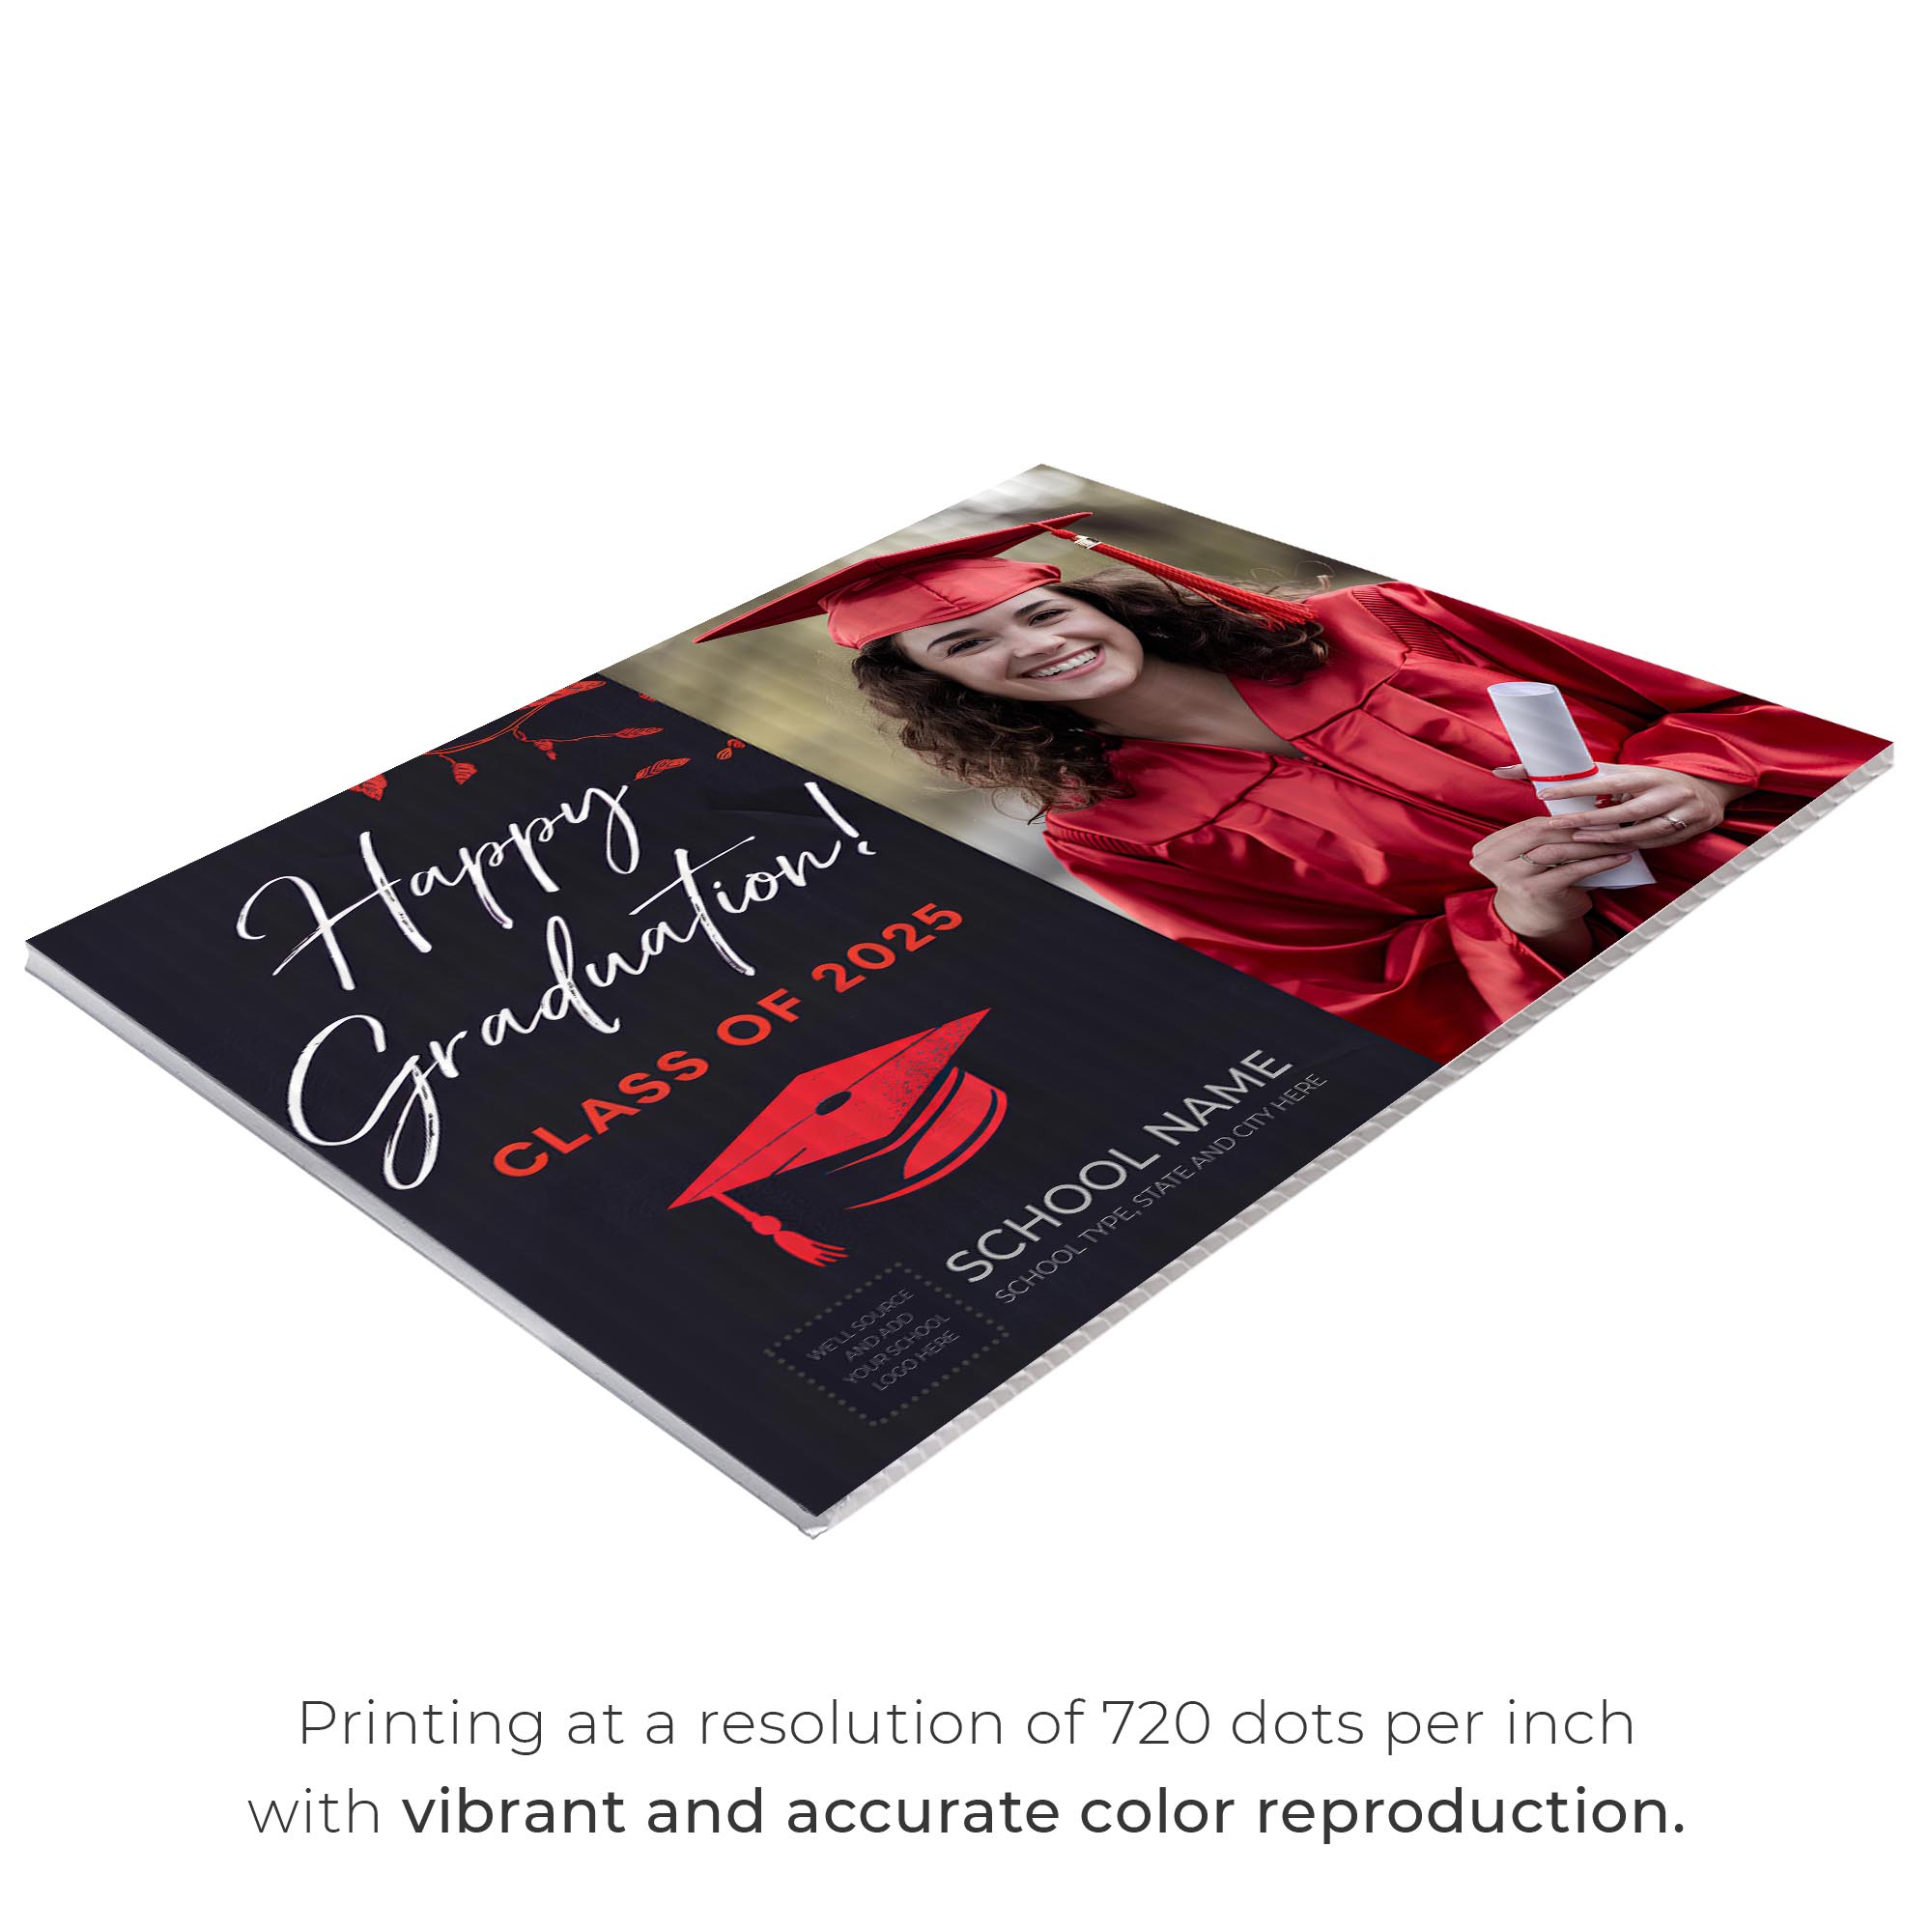 Happy
Graduation!
CLASS OF 2025
SCHOOL NAME
SCHOOL TYPE, STATE AND CITY HERE
WE'LL SOURCE
AND ADD
YOUR SCHOOL
LOGO HERE
Printing at a resolution of 720 dots per inch
with vibrant and accurate color reproduction.